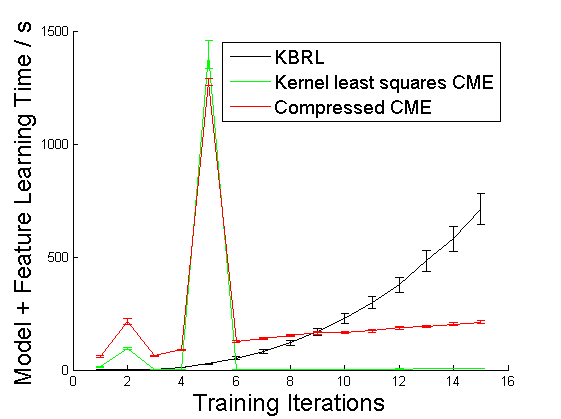 1500
1000
500
0
Model + Feature Learning Time / s
KBRL
Kernel least squares CME
Compressed CME
0 2 4 6 8 10 12 14 16
Training Iterations